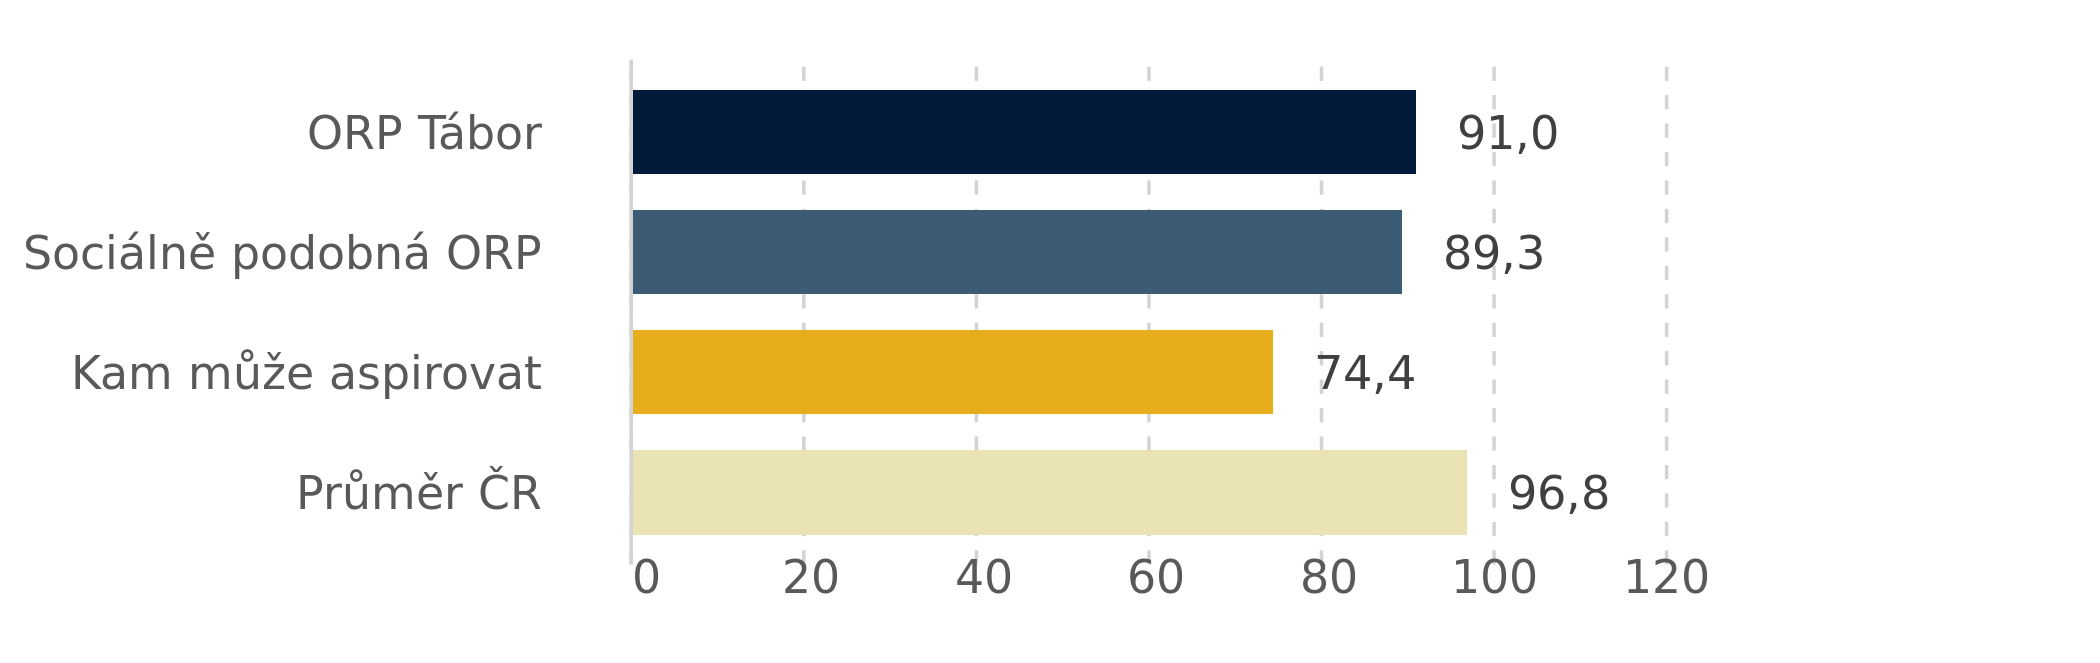 ORP Tábor
91,0
Sociálně podobná ORP
89,3
Kam může aspirovat
74,4
Průměr ČR
96,8
0 20 40 60 80 100 120